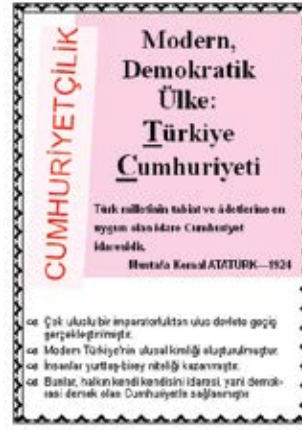 CUMHURİYETÇİLİK
Modern,
Demokratik
Ülke:
Türkiye
Cumhuriyeti
Türk milletinin tabiat ve âdetlerine en
uygun olan idare Cumhuriyet
idaresidir.
Mustafa Kemal ATATÜRK—1924
Çok uluslu bir imparatorluktan ulus devlete geçiş
gerçekleştirilmiştir.
Modern Türkiye'nin ulusal kimliği oluşturulmuştur.
İnsanlar yurttaş-birey niteliği kazanmıştır.
Bunlar, halkın kendi kendisini idaresi, yani demok-
rasi demek olan Cumhuriyetle sağlanmıştır